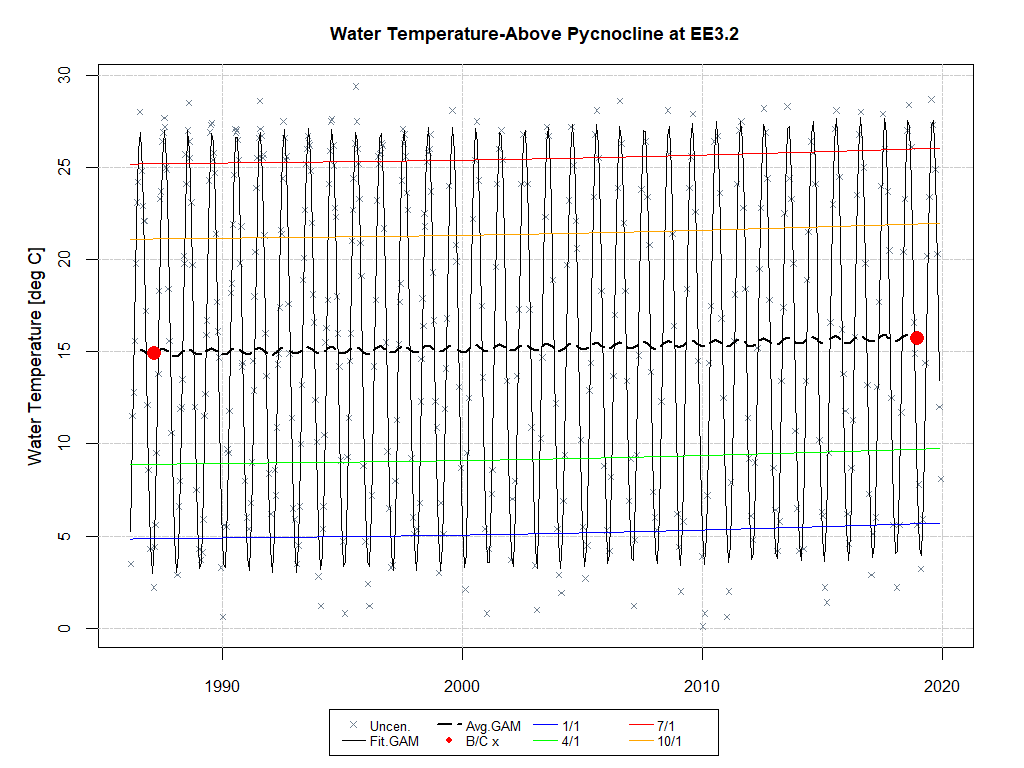 Water Temperature-Above Pycnocline at EE3.2
Water Temperature [deg C]
30
25
20
15
10
5
0
1990 2000 2010 2020
Uncen. Avg.GAM 1/1 7/1
Fit.GAM B/C x 4/1 10/1